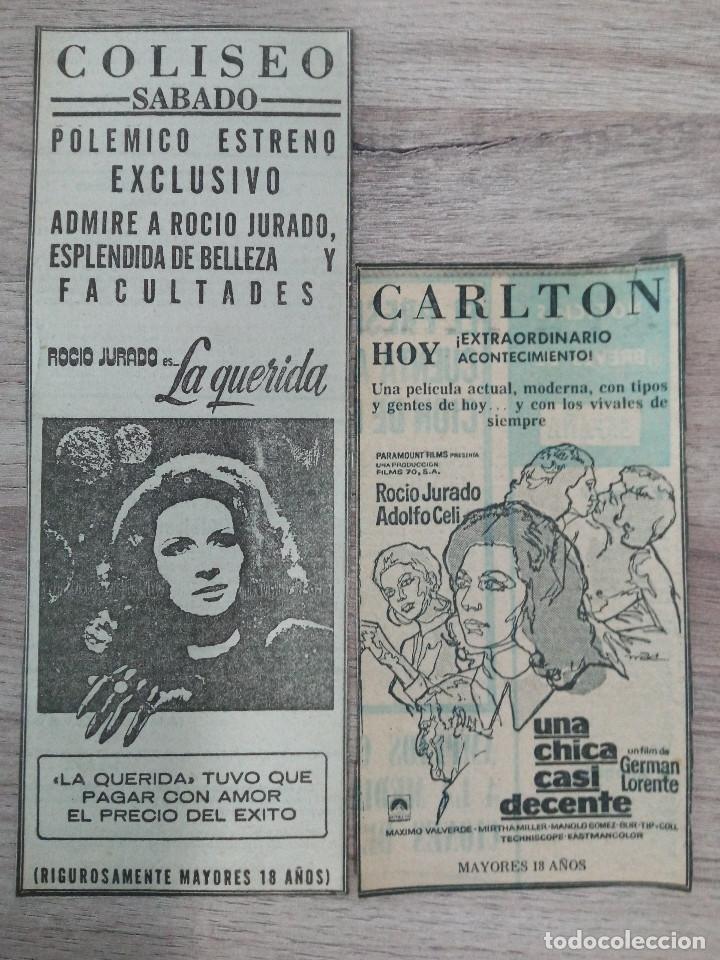 COLISEO
SABADO
POLEMICO ESTRENO
EXCLUSIVO
ADMIRE A ROCIO JURADO,
ESPLENDIDA DE BELLEZA Y
FACULTADES
ROCIO JURADO es... La querida
«LA QUERIDA» TUVO QUE
PAGAR CON AMOR
EL PRECIO DEL EXITO
(RIGUROSAMENTE MAYORES 18 AÑOS)
CARLTON
HOY ¡EXTRAORDINARIO
ACONTECIMIENTO!
Una película actual, moderna, con tipos
y gentes de hoy... y con los vivales de
siempre
PARAMOUNT FILMS PRESENTA
UNA PRODUCCION
FILMS 70, S.A.
Rocio Jurado
Adolfo Celi
una
chica
casi
decente
un film de
German
Lorente
MAXIMO VALVERDE - MIRTHA MILLER - MANOLO GOMEZ-BUR - TIP Y COLL
TECHNISCOPE - EASTMANCOLOR
MAYORES 18 AÑOS
todocoleccion